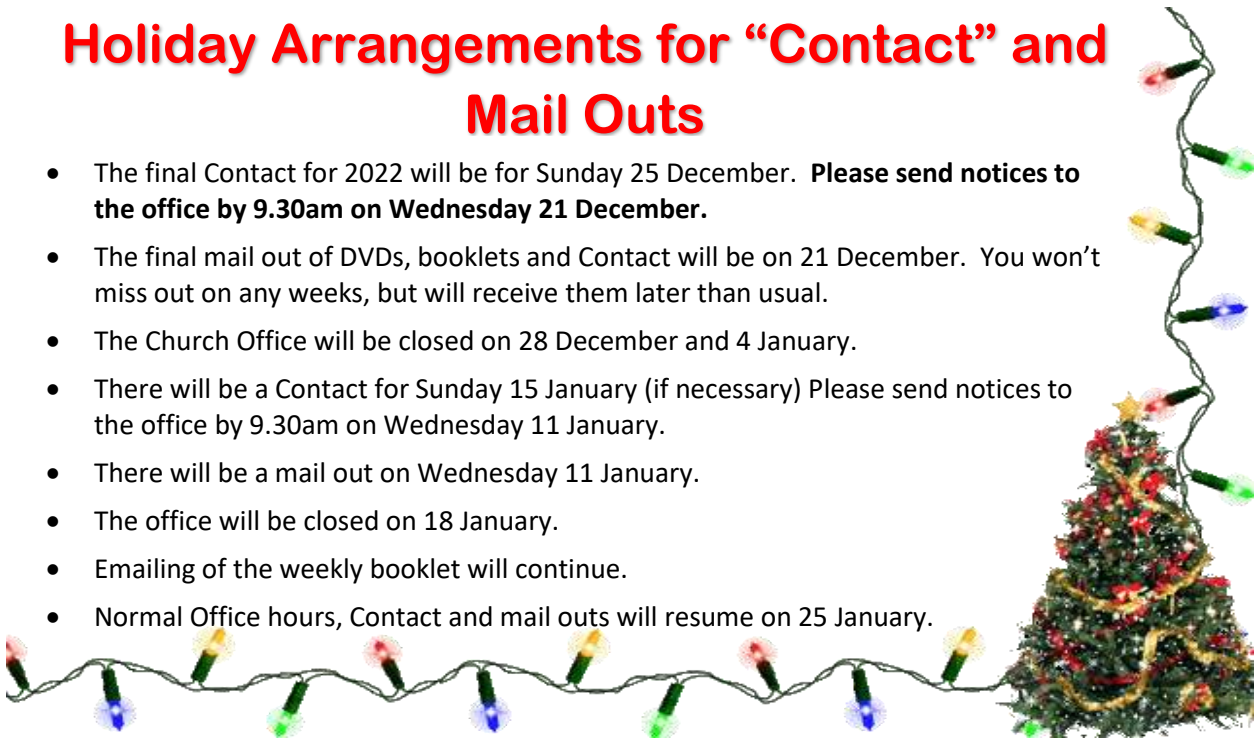 Holiday Arrangements for “Contact” and
Mail Outs
• The final Contact for 2022 will be for Sunday 25 December.  Please send notices to
the office by 9.30am on Wednesday 21 December.
• The final mail out of DVDs, booklets and Contact will be on 21 December.  You won’t
miss out on any weeks, but will receive them later than usual.
• The Church Office will be closed on 28 December and 4 January.
• There will be a Contact for Sunday 15 January (if necessary) Please send notices to
the office by 9.30am on Wednesday 11 January.
• There will be a mail out on Wednesday 11 January.
• The office will be closed on 18 January.
• Emailing of the weekly booklet will continue.
• Normal Office hours, Contact and mail outs will resume on 25 January.